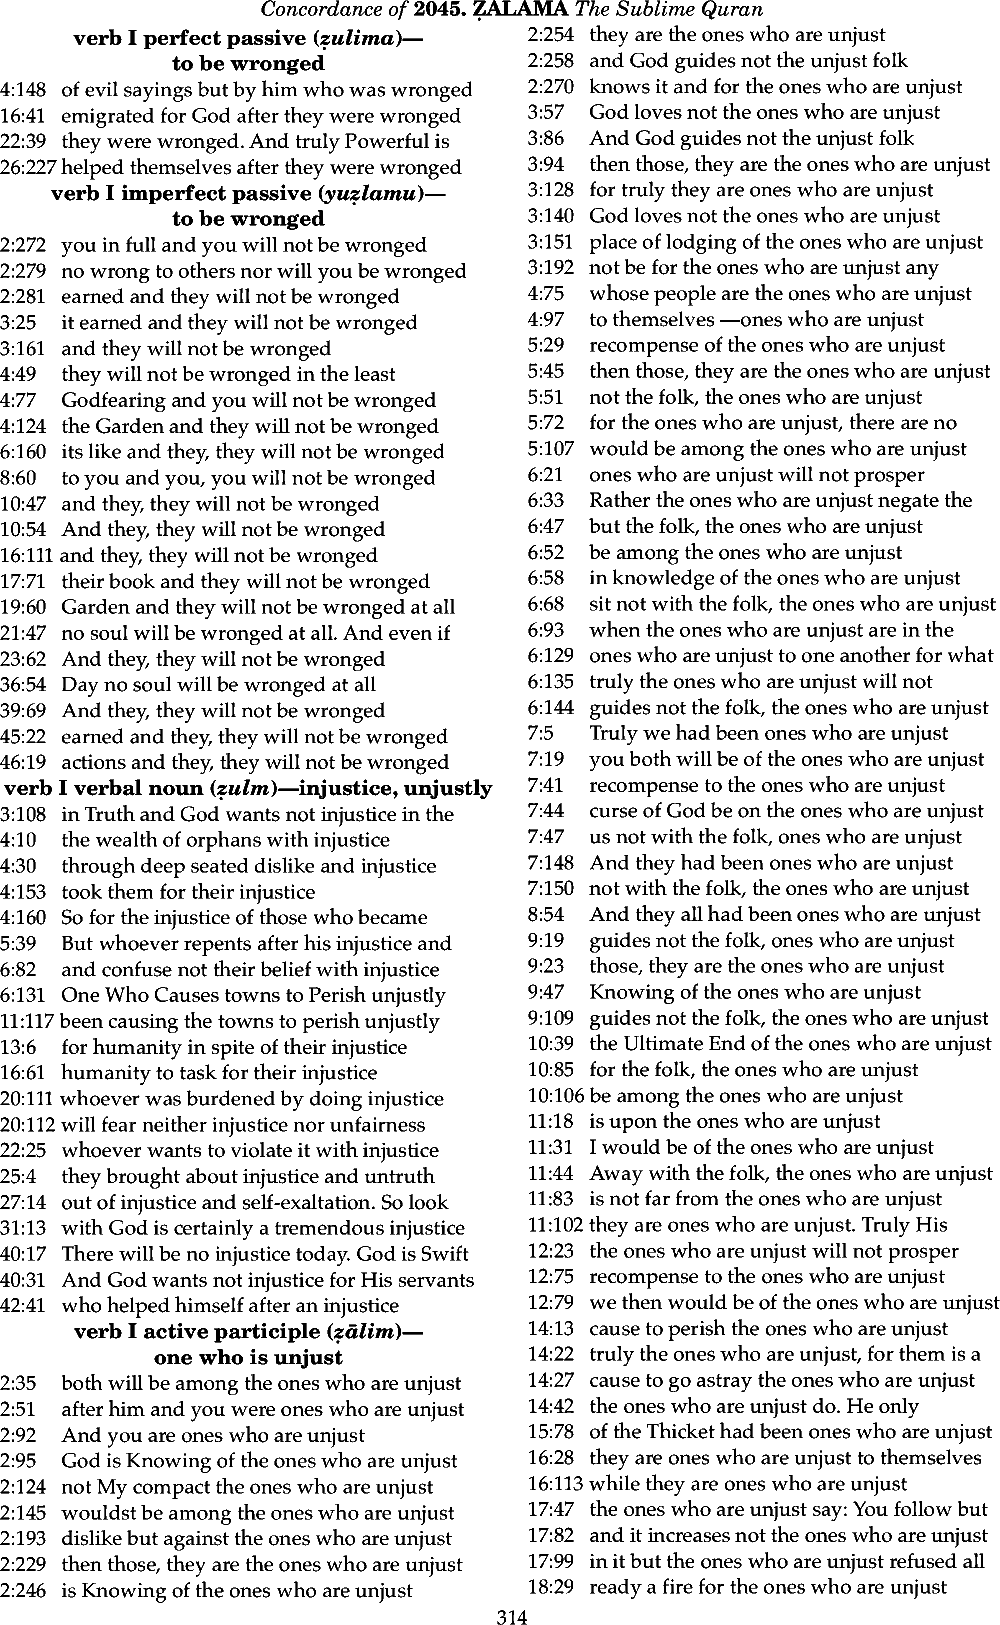 Concordance of 2045. ẒALAMA The Sublime Quran
verb I perfect passive (ẓulima)—
to be wronged
4:148 of evil sayings but by him who was wronged
16:41 emigrated for God after they were wronged
22:39 they were wronged. And truly Powerful is
26:227 helped themselves after they were wronged
verb I imperfect passive (yuẓlamu)—
to be wronged
2:272 you in full and you will not be wronged
2:279 no wrong to others nor will you be wronged
2:281 earned and they will not be wronged
3:25 it earned and they will not be wronged
3:161 and they will not be wronged
4:49 they will not be wronged in the least
4:77 Godfearing and you will not be wronged
4:124 the Garden and they will not be wronged
6:160 its like and they, they will not be wronged
8:60 to you and you, you will not be wronged
10:47 and they, they will not be wronged
10:54 And they, they will not be wronged
16:111 and they, they will not be wronged
17:71 their book and they will not be wronged
19:60 Garden and they will not be wronged at all
21:47 no soul will be wronged at all. And even if
23:62 And they, they will not be wronged
36:54 Day no soul will be wronged at all
39:69 And they, they will not be wronged
45:22 earned and they, they will not be wronged
46:19 actions and they, they will not be wronged
verb I verbal noun (ẓulm)—injustice, unjustly
3:108 in Truth and God wants not injustice in the
4:10 the wealth of orphans with injustice
4:30 through deep seated dislike and injustice
4:153 took them for their injustice
4:160 So for the injustice of those who became
5:39 But whoever repents after his injustice and
6:82 and confuse not their belief with injustice
6:131 One Who Causes towns to Perish unjustly
11:117 been causing the towns to perish unjustly
13:6 for humanity in spite of their injustice
16:61 humanity to task for their injustice
20:111 whoever was burdened by doing injustice
20:112 will fear neither injustice nor unfairness
22:25 whoever wants to violate it with injustice
25:4 they brought about injustice and untruth
27:14 out of injustice and self-exaltation. So look
31:13 with God is certainly a tremendous injustice
40:17 There will be no injustice today. God is Swift
40:31 And God wants not injustice for His servants
42:41 who helped himself after an injustice
verb I active participle (ẓālim)—
one who is unjust
2:35 both will be among the ones who are unjust
2:51 after him and you were ones who are unjust
2:92 And you are ones who are unjust
2:95 God is Knowing of the ones who are unjust
2:124 not My compact the ones who are unjust
2:145 wouldst be among the ones who are unjust
2:193 dislike but against the ones who are unjust
2:229 then those, they are the ones who are unjust
2:246 is Knowing of the ones who are unjust
2:254 they are the ones who are unjust
2:258 and God guides not the unjust folk
2:270 knows it and for the ones who are unjust
3:57 God loves not the ones who are unjust
3:86 And God guides not the unjust folk
3:94 then those, they are the ones who are unjust
3:128 for truly they are ones who are unjust
3:140 God loves not the ones who are unjust
3:151 place of lodging of the ones who are unjust
3:192 not be for the ones who are unjust any
4:75 whose people are the ones who are unjust
4:97 to themselves —ones who are unjust
5:29 recompense of the ones who are unjust
5:45 then those, they are the ones who are unjust
5:51 not the folk, the ones who are unjust
5:72 for the ones who are unjust, there are no
5:107 would be among the ones who are unjust
6:21 ones who are unjust will not prosper
6:33 Rather the ones who are unjust negate the
6:47 but the folk, the ones who are unjust
6:52 be among the ones who are unjust
6:58 in knowledge of the ones who are unjust
6:68 sit not with the folk, the ones who are unjust
6:93 when the ones who are unjust are in the
6:129 ones who are unjust to one another for what
6:135 truly the ones who are unjust will not
6:144 guides not the folk, the ones who are unjust
7:5 Truly we had been ones who are unjust
7:19 you both will be of the ones who are unjust
7:41 recompense to the ones who are unjust
7:44 curse of God be on the ones who are unjust
7:47 us not with the folk, ones who are unjust
7:148 And they had been ones who are unjust
7:150 not with the folk, the ones who are unjust
8:54 And they all had been ones who are unjust
9:19 guides not the folk, ones who are unjust
9:23 those, they are the ones who are unjust
9:47 Knowing of the ones who are unjust
9:109 guides not the folk, the ones who are unjust
10:39 the Ultimate End of the ones who are unjust
10:85 for the folk, the ones who are unjust
10:106 be among the ones who are unjust
11:18 is upon the ones who are unjust
11:31 I would be of the ones who are unjust
11:44 Away with the folk, the ones who are unjust
11:83 is not far from the ones who are unjust
11:102 they are ones who are unjust. Truly His
12:23 the ones who are unjust will not prosper
12:75 recompense to the ones who are unjust
12:79 we then would be of the ones who are unjust
14:13 cause to perish the ones who are unjust
14:22 truly the ones who are unjust, for them is a
14:27 cause to go astray the ones who are unjust
14:42 the ones who are unjust do. He only
15:78 of the Thicket had been ones who are unjust
16:28 they are ones who are unjust to themselves
16:113 while they are ones who are unjust
17:47 the ones who are unjust say: You follow but
17:82 and it increases not the ones who are unjust
17:99 in it but the ones who are unjust refused all
18:29 ready a fire for the ones who are unjust
314